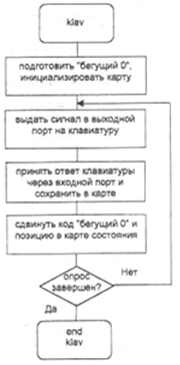 klav
подготовить "бегущий 0",
инициализировать карту
выдать сигнал в выходной
порт на клавиатуру
принять ответ клавиатуры
через входной порт и
сохранить в карте
сдвинуть код "бегущий 0" и
позицию в карте состояния
опрос
завершен?
Нет
Да
end
klav